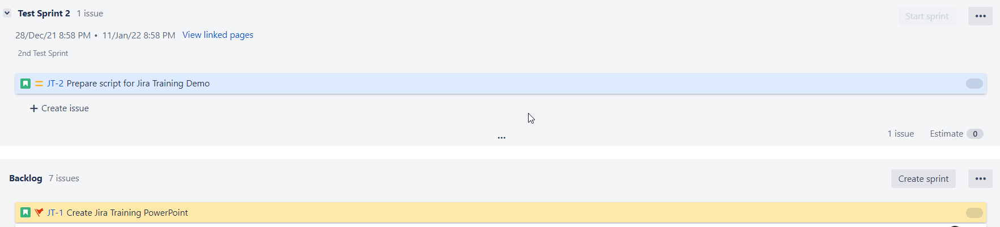 Test Sprint 2 1 issue
Start sprint
28/Dec/21 8:58 PM • 11/Jan/22 8:58 PM View linked pages
2nd Test Sprint
JT-2 Prepare script for Jira Training Demo
+ Create issue
1 issue Estimate 0
Backlog 7 issues
Create sprint
JT-1 Create Jira Training PowerPoint